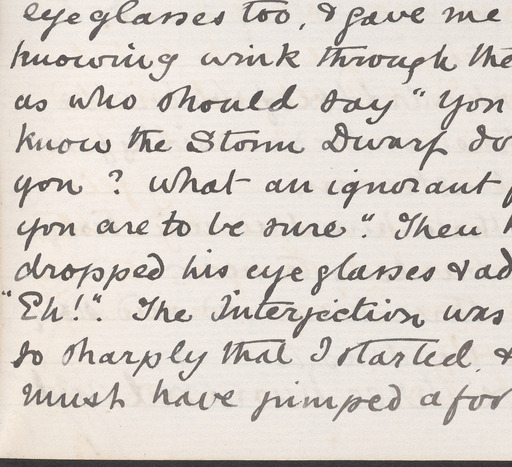 eyeglasses too, & gave me
knowing wink through the
as who should say "You
know the Storm Dwarf do
you? what an ignorant
you are to be sure". Then
dropped his eyeglasses & ad
"Eh!". The Interjection was
so sharply that I started, &
must have jumped a foo